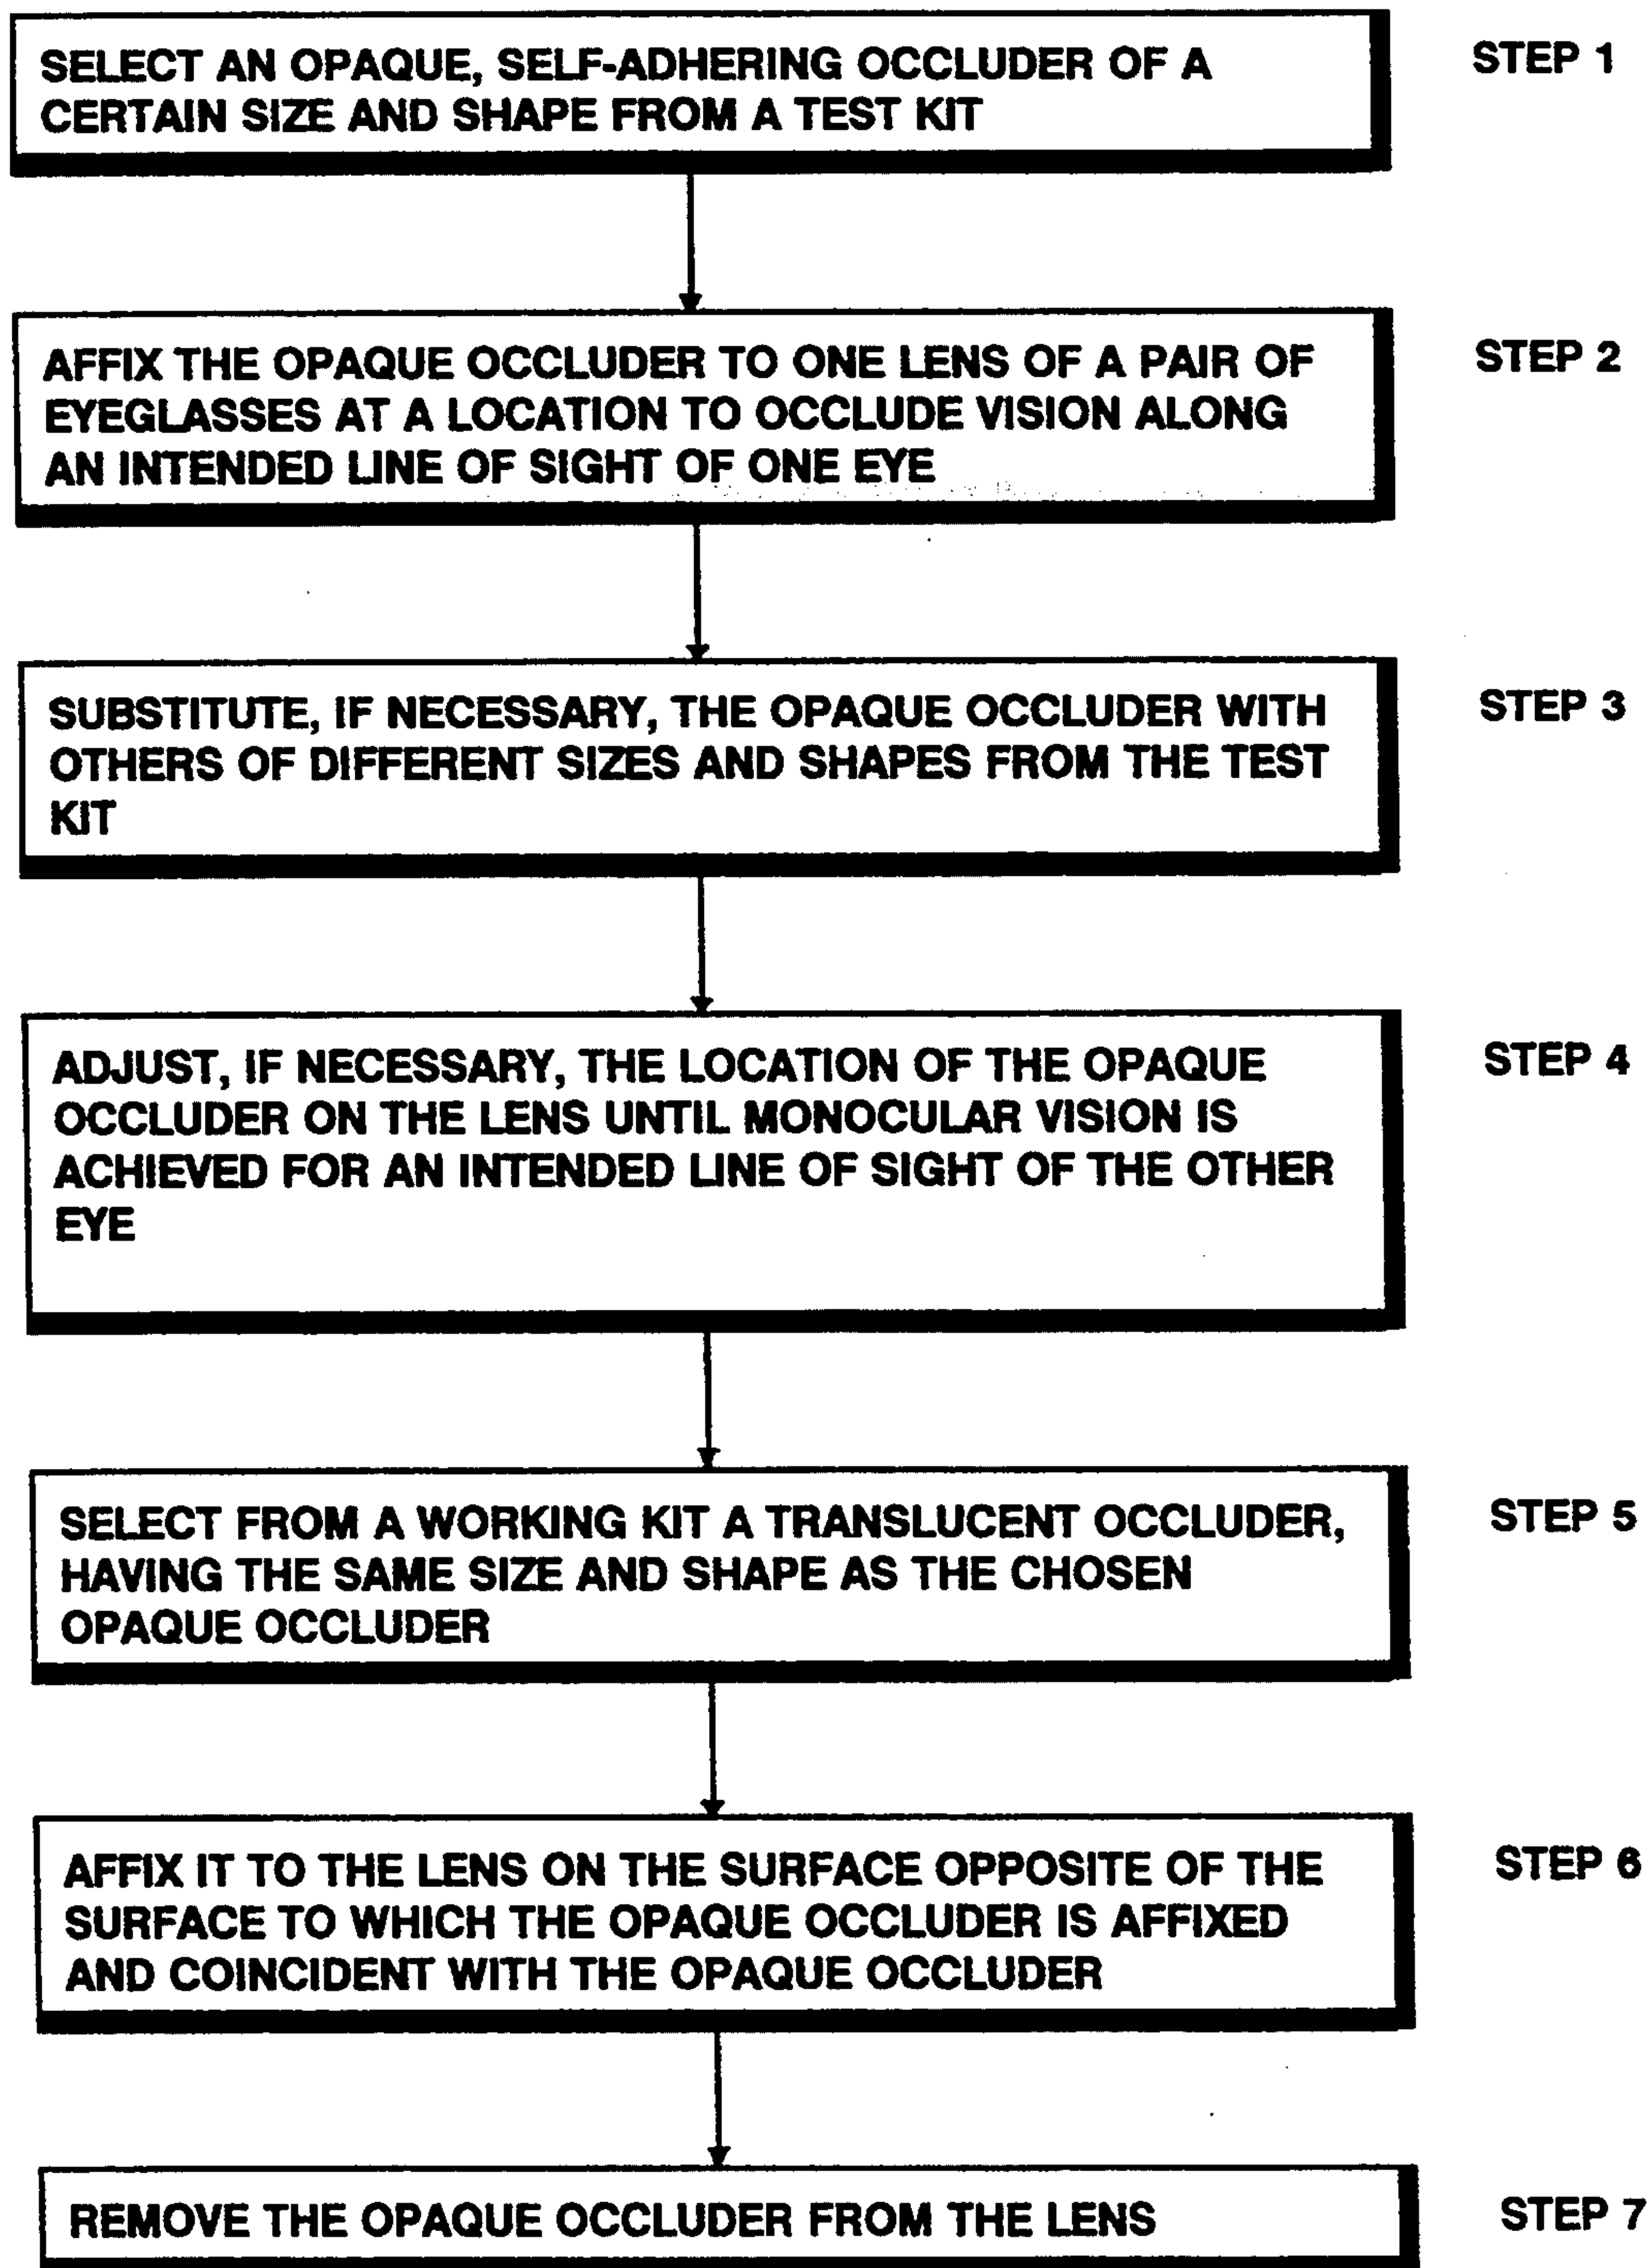 SELECT AN OPAQUE, SELF-ADHERING OCCLUDER OF A
CERTAIN SIZE AND SHAPE FROM A TEST KIT
STEP 1
AFFIX THE OPAQUE OCCLUDER TO ONE LENS OF A PAIR OF
EYEGLASSES AT A LOCATION TO OCCLUDE VISION ALONG
AN INTENDED LINE OF SIGHT OF ONE EYE
STEP 2
SUBSTITUTE, IF NECESSARY, THE OPAQUE OCCLUDER WITH
OTHERS OF DIFFERENT SIZES AND SHAPES FROM THE TEST
KIT
STEP 3
ADJUST, IF NECESSARY, THE LOCATION OF THE OPAQUE
OCCLUDER ON THE LENS UNTIL MONOCULAR VISION IS
ACHIEVED FOR AN INTENDED LINE OF SIGHT OF THE OTHER
EYE
STEP 4
SELECT FROM A WORKING KIT A TRANSLUCENT OCCLUDER,
HAVING THE SAME SIZE AND SHAPE AS THE CHOSEN
OPAQUE OCCLUDER
STEP 5
AFFIX IT TO THE LENS ON THE SURFACE OPPOSITE OF THE
SURFACE TO WHICH THE OPAQUE OCCLUDER IS AFFIXED
AND COINCIDENT WITH THE OPAQUE OCCLUDER
STEP 6
REMOVE THE OPAQUE OCCLUDER FROM THE LENS
STEP 7